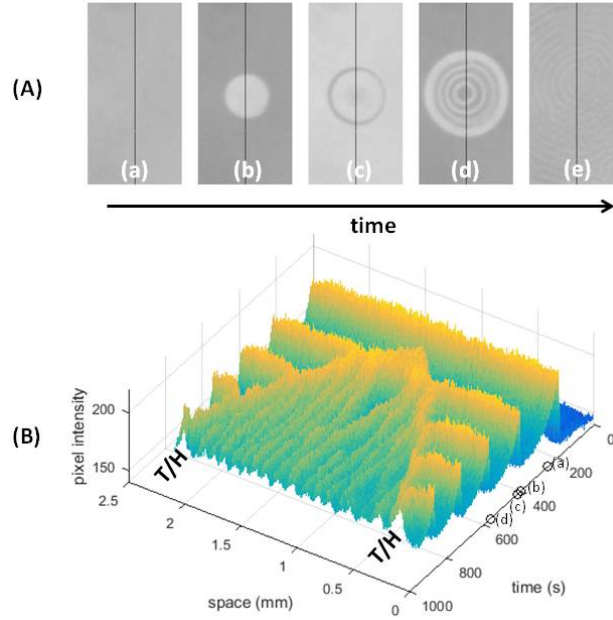 (A)
(a) (b) (c) (d) (e)
time
(B)
pixel intensity
200
150
T/H
T/H
2.5
2
1.5
1
0.5
0
space (mm)
0
200
400
600
800
1000
time (s)
(a)
(b)
(c)
(d)